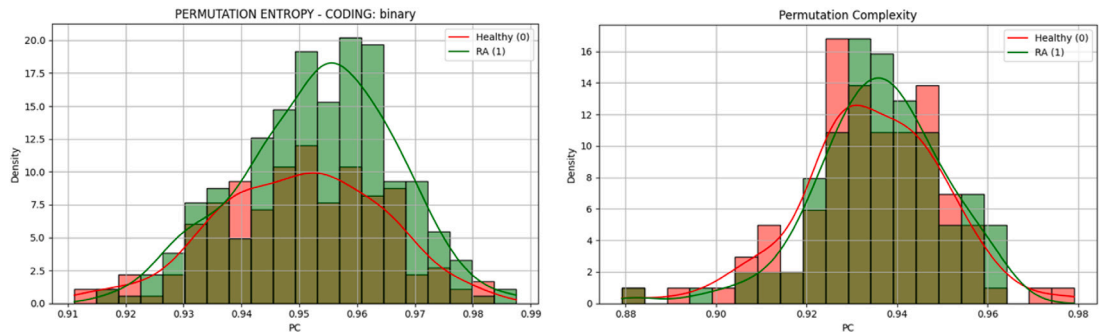 PERMUTATION ENTROPY - CODING: binary
Healthy (0)
RA (1)
20.0
17.5
15.0
12.5
10.0
7.5
5.0
2.5
0.0
Density
0.91 0.92 0.93 0.94 0.95 0.96 0.97 0.98 0.99
PC
Permutation Complexity
Healthy (0)
RA (1)
16
14
12
10
8
6
4
2
0
Density
0.88 0.90 0.92 0.94 0.96 0.98
PC